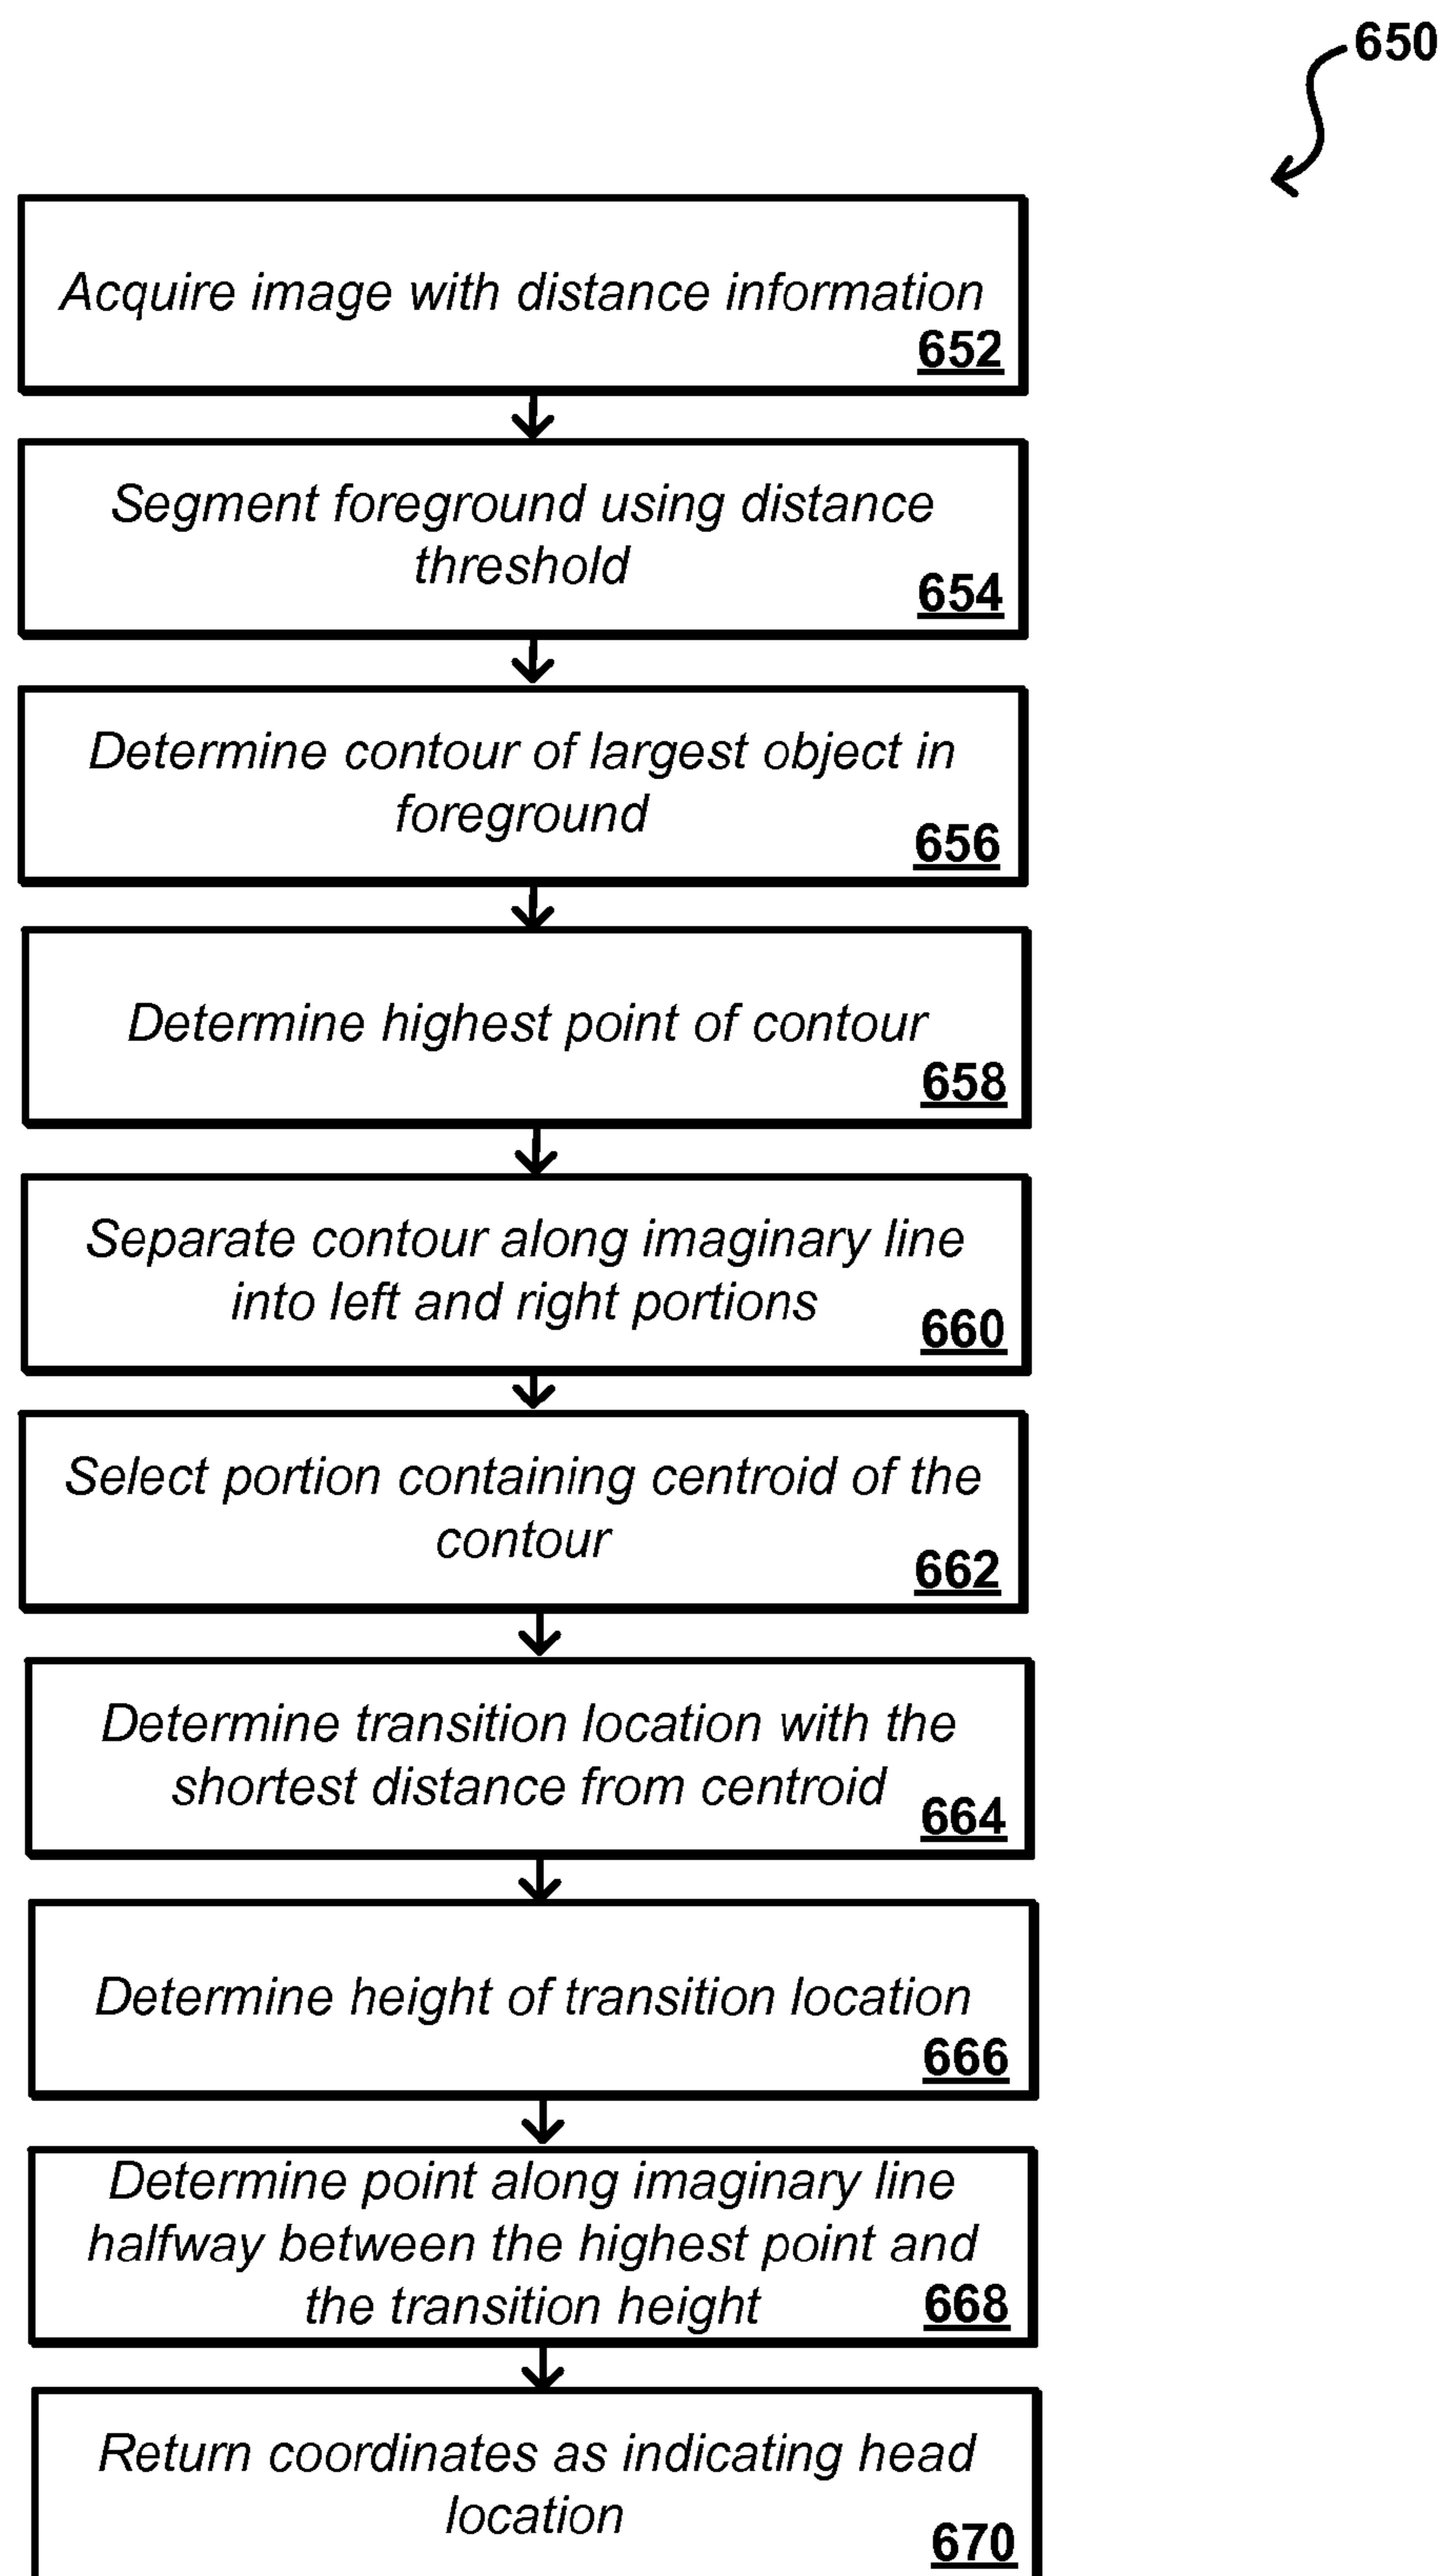 650
Acquire image with distance information
652
Segment foreground using distance
threshold
654
Determine contour of largest object in
foreground
656
Determine highest point of contour
658
Separate contour along imaginary line
into left and right portions
660
Select portion containing centroid of the
contour
662
Determine transition location with the
shortest distance from centroid
664
Determine height of transition location
666
Determine point along imaginary line
halfway between the highest point and
the transition height
668
Return coordinates as indicating head
location
670